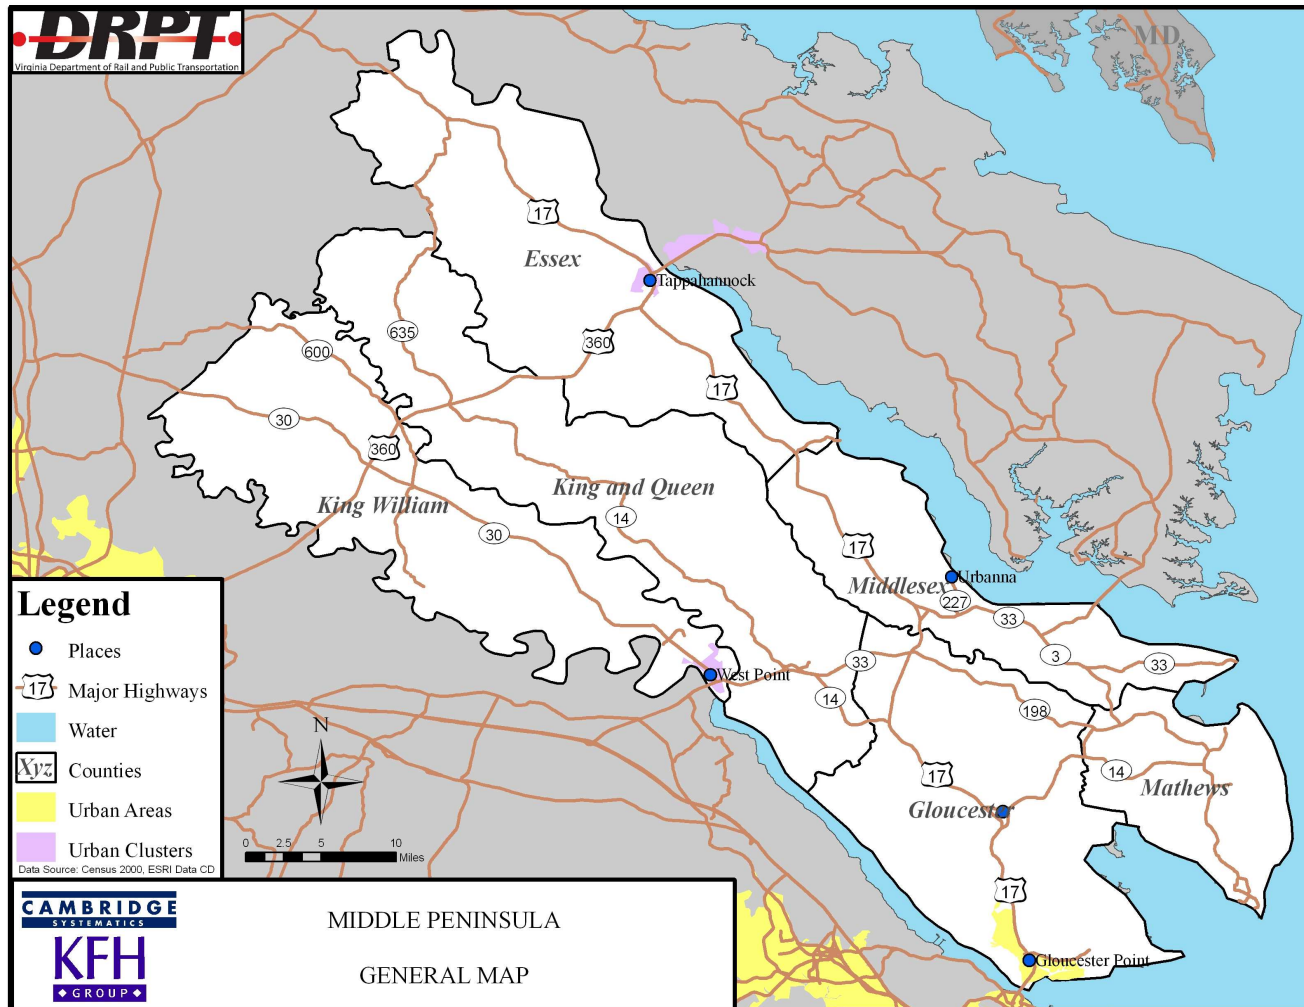 DRPT
Virginia Department of Rail and Public Transportation
MD
17
Essex
Tappahannock
635
600
360
17
30
360
King and Queen
King William
14
30
17
Urbanna
Middlesex
227
33
3
33
33
West Point
14
198
14
17
Mathews
Gloucester
17
Gloucester Point
Legend
Places
17 Major Highways
Water
Xyz Counties
Urban Areas
Urban Clusters
Data Source: Census 2000, ESRI Data CD
N
0 2.5 5 10
Miles
CAMBRIDGE
SYSTEMATICS
KFH
GROUP
MIDDLE PENINSULA
GENERAL MAP